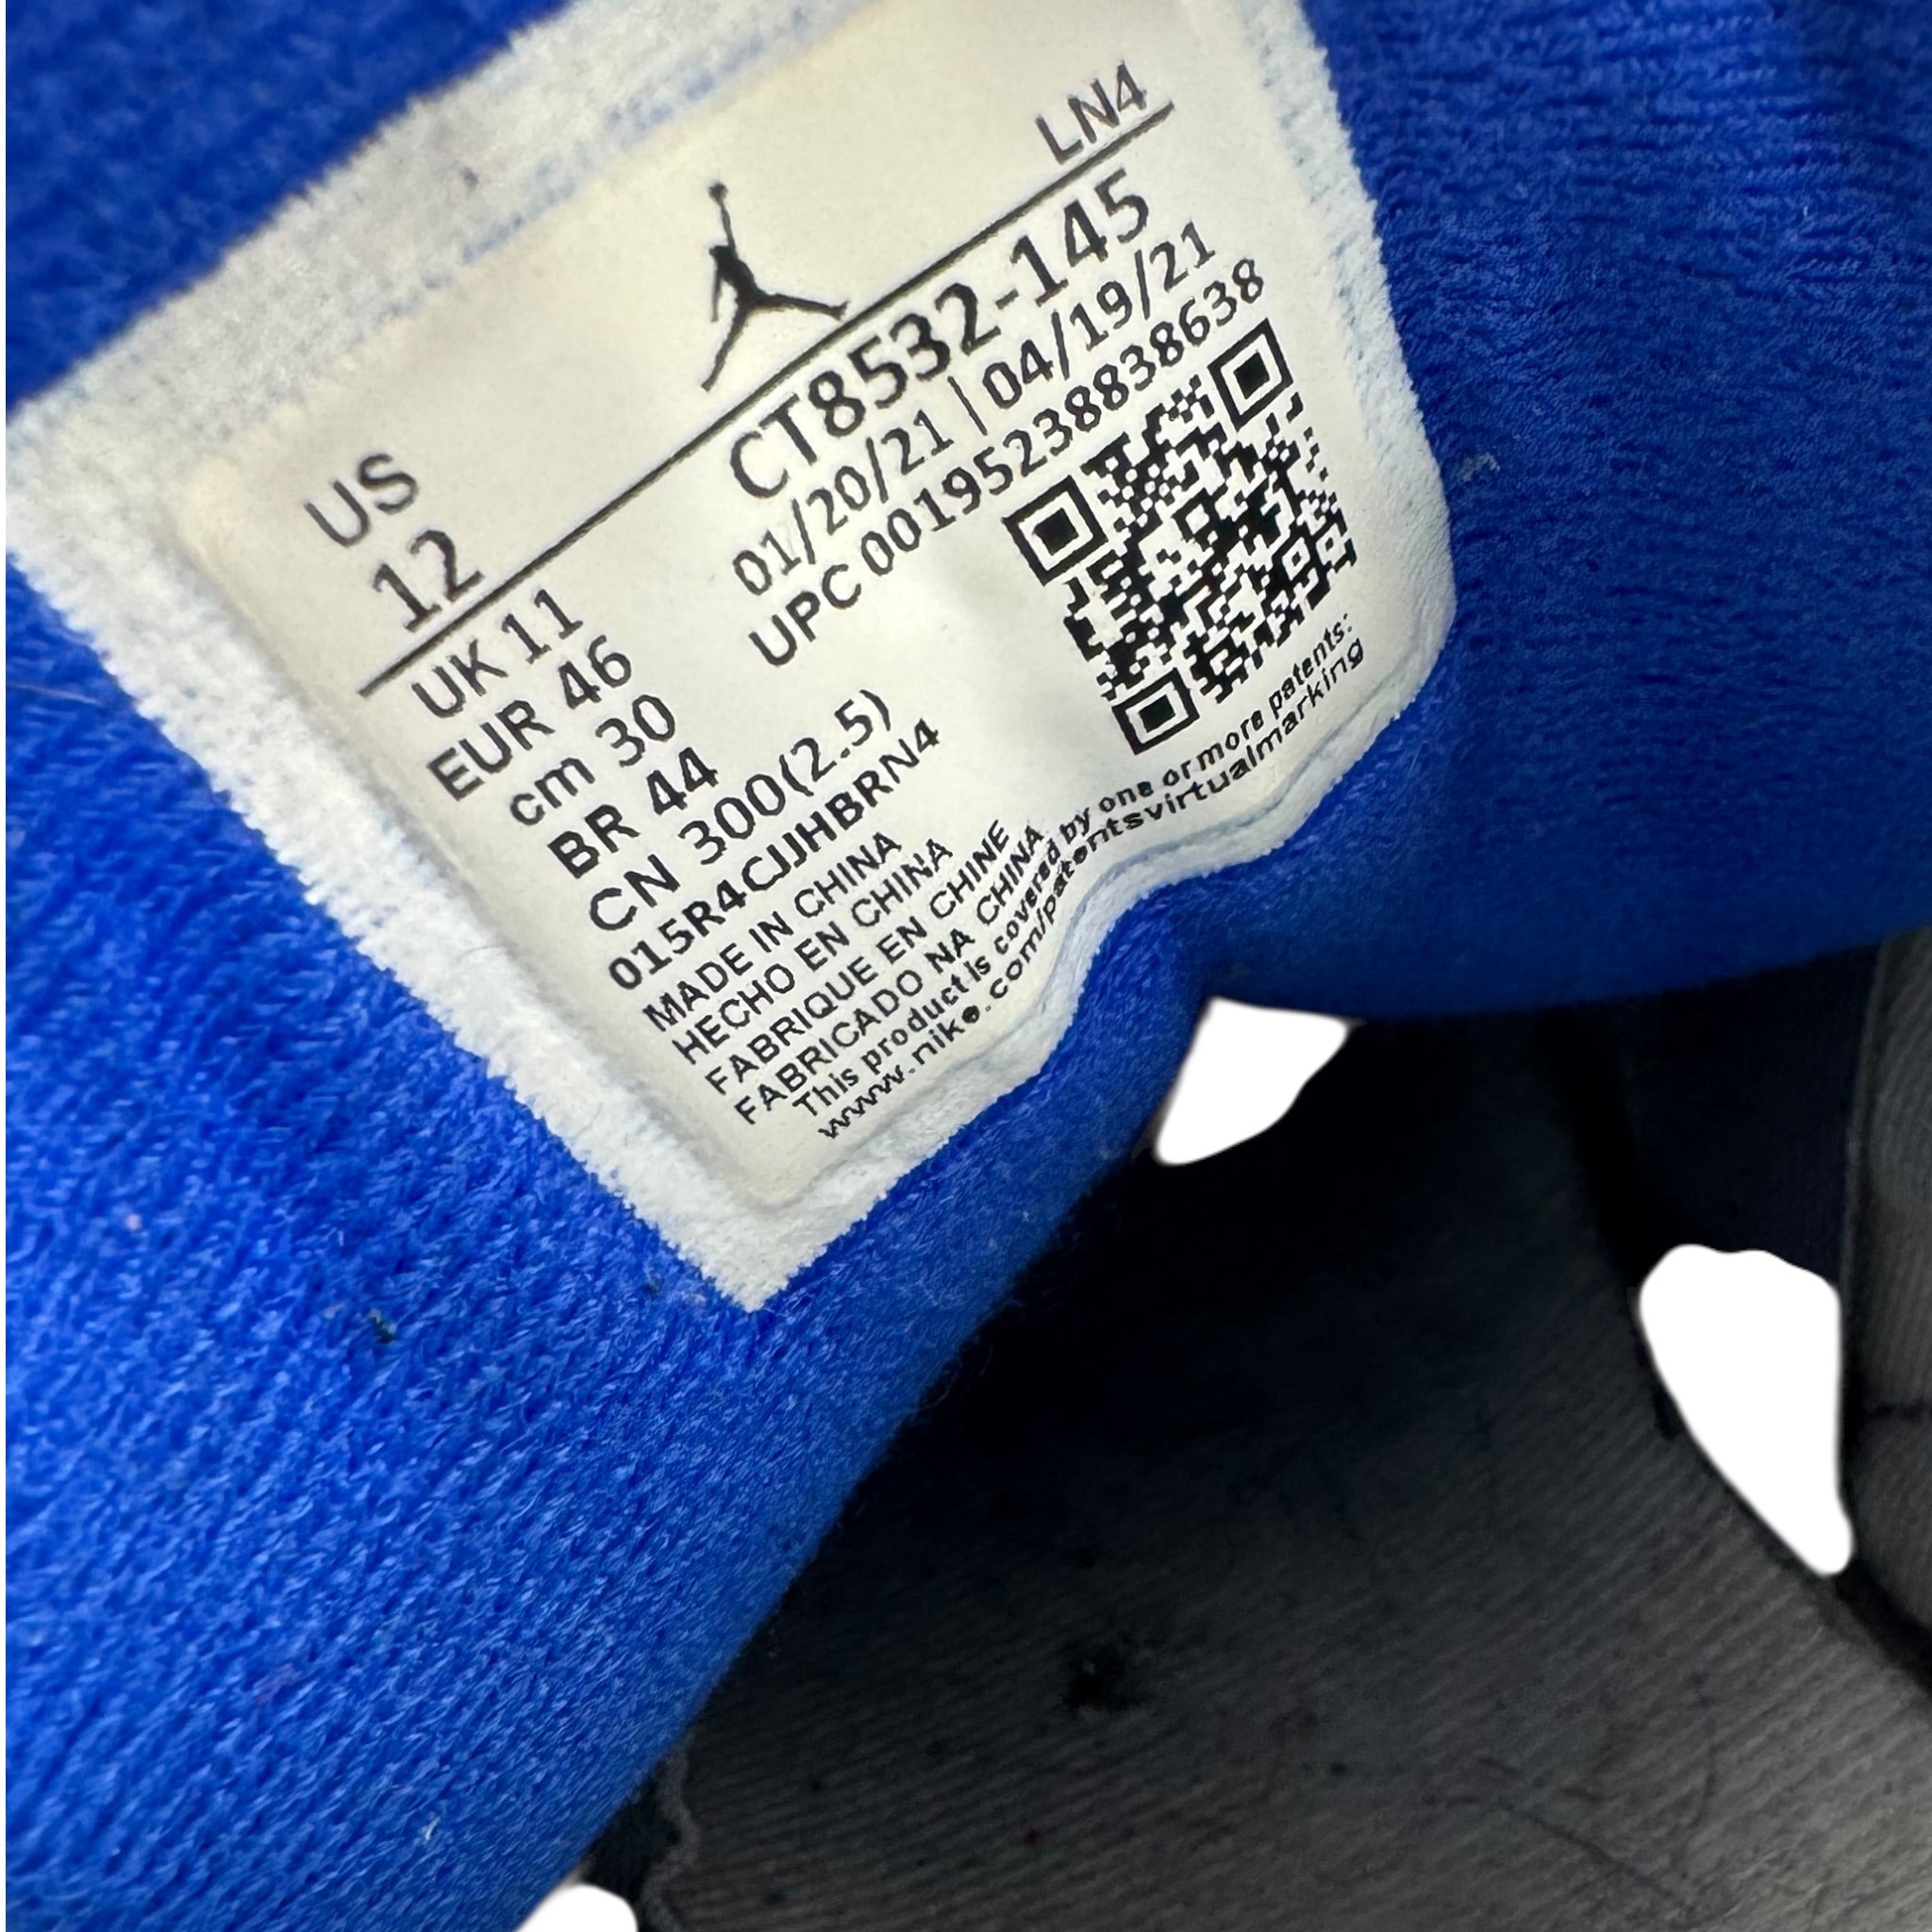 LN4
US
12
CT8532-145
01/20/21 | 04/19/21
UPC 00195238838638
UK 11
EUR 46
cm 30
BR 44
CN 300(2.5)
015R4CJJHBRN4
MADE IN CHINA
HECHO EN CHINA
FABRIQUE EN CHINE
FABRICADO NA CHINA
This product is covered by one or more patents:
www.nike.com/patentsvirtualmarking